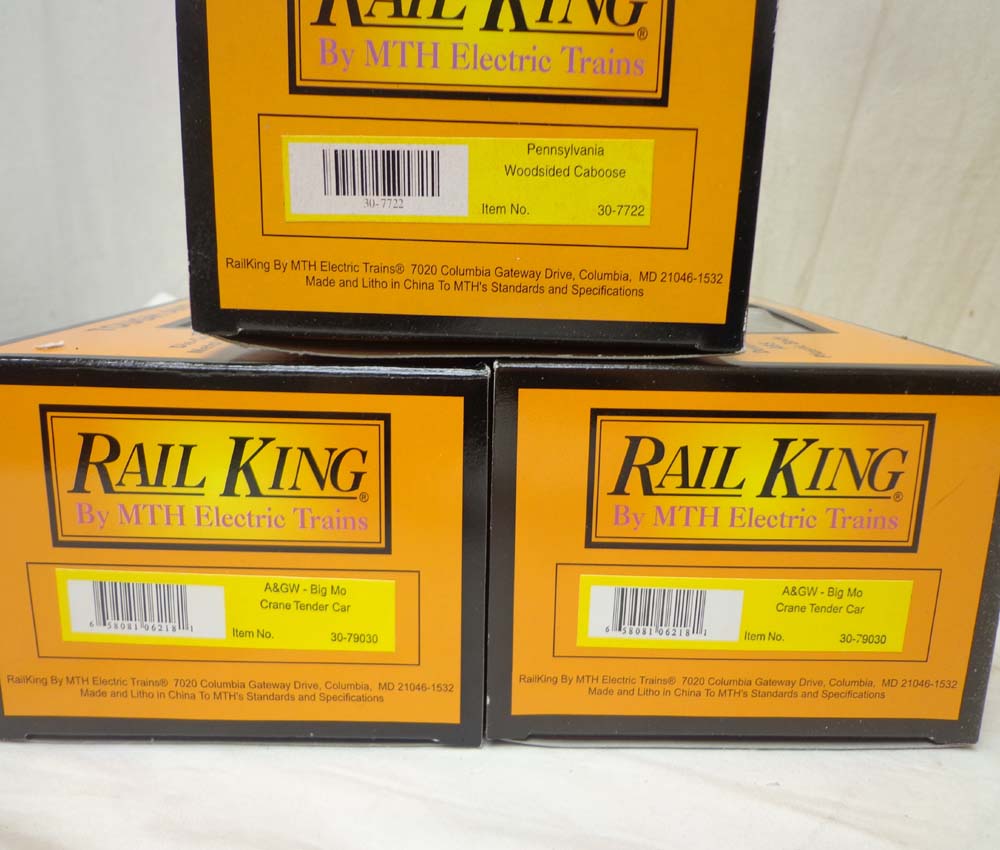 RAIL KING®
By MTH Electric Trains
Pennsylvania
Woodsided Caboose
30-7722
Item No. 30-7722
RailKing By MTH Electric Trains® 7020 Columbia Gateway Drive, Columbia, MD 21046-1532
Made and Litho in China To MTH's Standards and Specifications
RAIL KING®
By MTH Electric Trains
A&GW - Big Mo
Crane Tender Car
6 58081 06218 1
Item No. 30-79030
RailKing By MTH Electric Trains® 7020 Columbia Gateway Drive, Columbia, MD 21046-1532
Made and Litho in China To MTH's Standards and Specifications
RAIL KING®
By MTH Electric Trains
A&GW - Big Mo
Crane Tender Car
6 58081 06218 1
Item No. 30-79030
RailKing By MTH Electric Trains® 7020 Columbia Gateway Drive, Columbia, MD 21046-1532
Made and Litho in China To MTH's Standards and Specifications